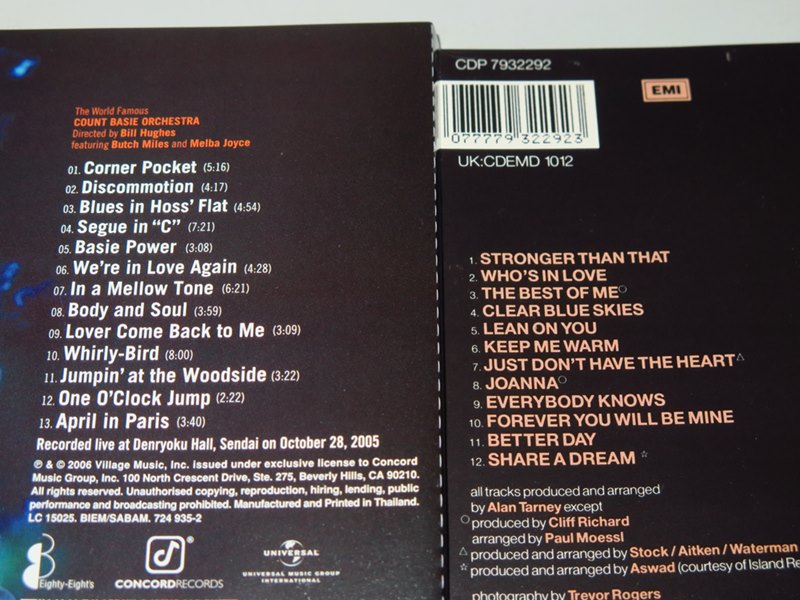 The World Famous
COUNT BASIE ORCHESTRA
Directed by Bill Hughes
featuring Butch Miles and Melba Joyce
01. Corner Pocket (5:16)
02. Discommotion (4:17)
03. Blues in Hoss' Flat (4:54)
04. Segue in "C" (7:21)
05. Basie Power (3:08)
06. We're in Love Again (4:28)
07. In a Mellow Tone (6:21)
08. Body and Soul (3:59)
09. Lover Come Back to Me (3:09)
10. Whirly-Bird (8:00)
11. Jumpin' at the Woodside (3:22)
12. One O'Clock Jump (2:22)
13. April in Paris (3:40)
Recorded live at Denryoku Hall, Sendai on October 28, 2005
℗ & © 2006 Village Music, Inc. issued under exclusive license to Concord
Music Group, Inc. 100 North Crescent Drive, Ste. 275, Beverly Hills, CA 90210.
All rights reserved. Unauthorised copying, reproduction, hiring, lending, public
performance and broadcasting prohibited. Manufactured and Printed in Thailand.
LC 15025. BIEM/SABAM. 724 935-2
Eighty-Eight's
CONCORD RECORDS
UNIVERSAL
UNIVERSAL MUSIC GROUP
INTERNATIONAL
CDP 7932292
EMI
077779 322923
UK:CDEMD 1012
1. STRONGER THAN THAT
2. WHO'S IN LOVE
3. THE BEST OF ME○
4. CLEAR BLUE SKIES
5. LEAN ON YOU
6. KEEP ME WARM
7. JUST DON'T HAVE THE HEART△
8. JOANNA○
9. EVERYBODY KNOWS
10. FOREVER YOU WILL BE MINE
11. BETTER DAY
12. SHARE A DREAM ☆
all tracks produced and arranged
by Alan Tarney except
○ produced by Cliff Richard
arranged by Paul Moessl
△ produced and arranged by Stock / Aitken / Waterman
☆ produced and arranged by Aswad (courtesy of Island Re
photography by Trevor Rogers